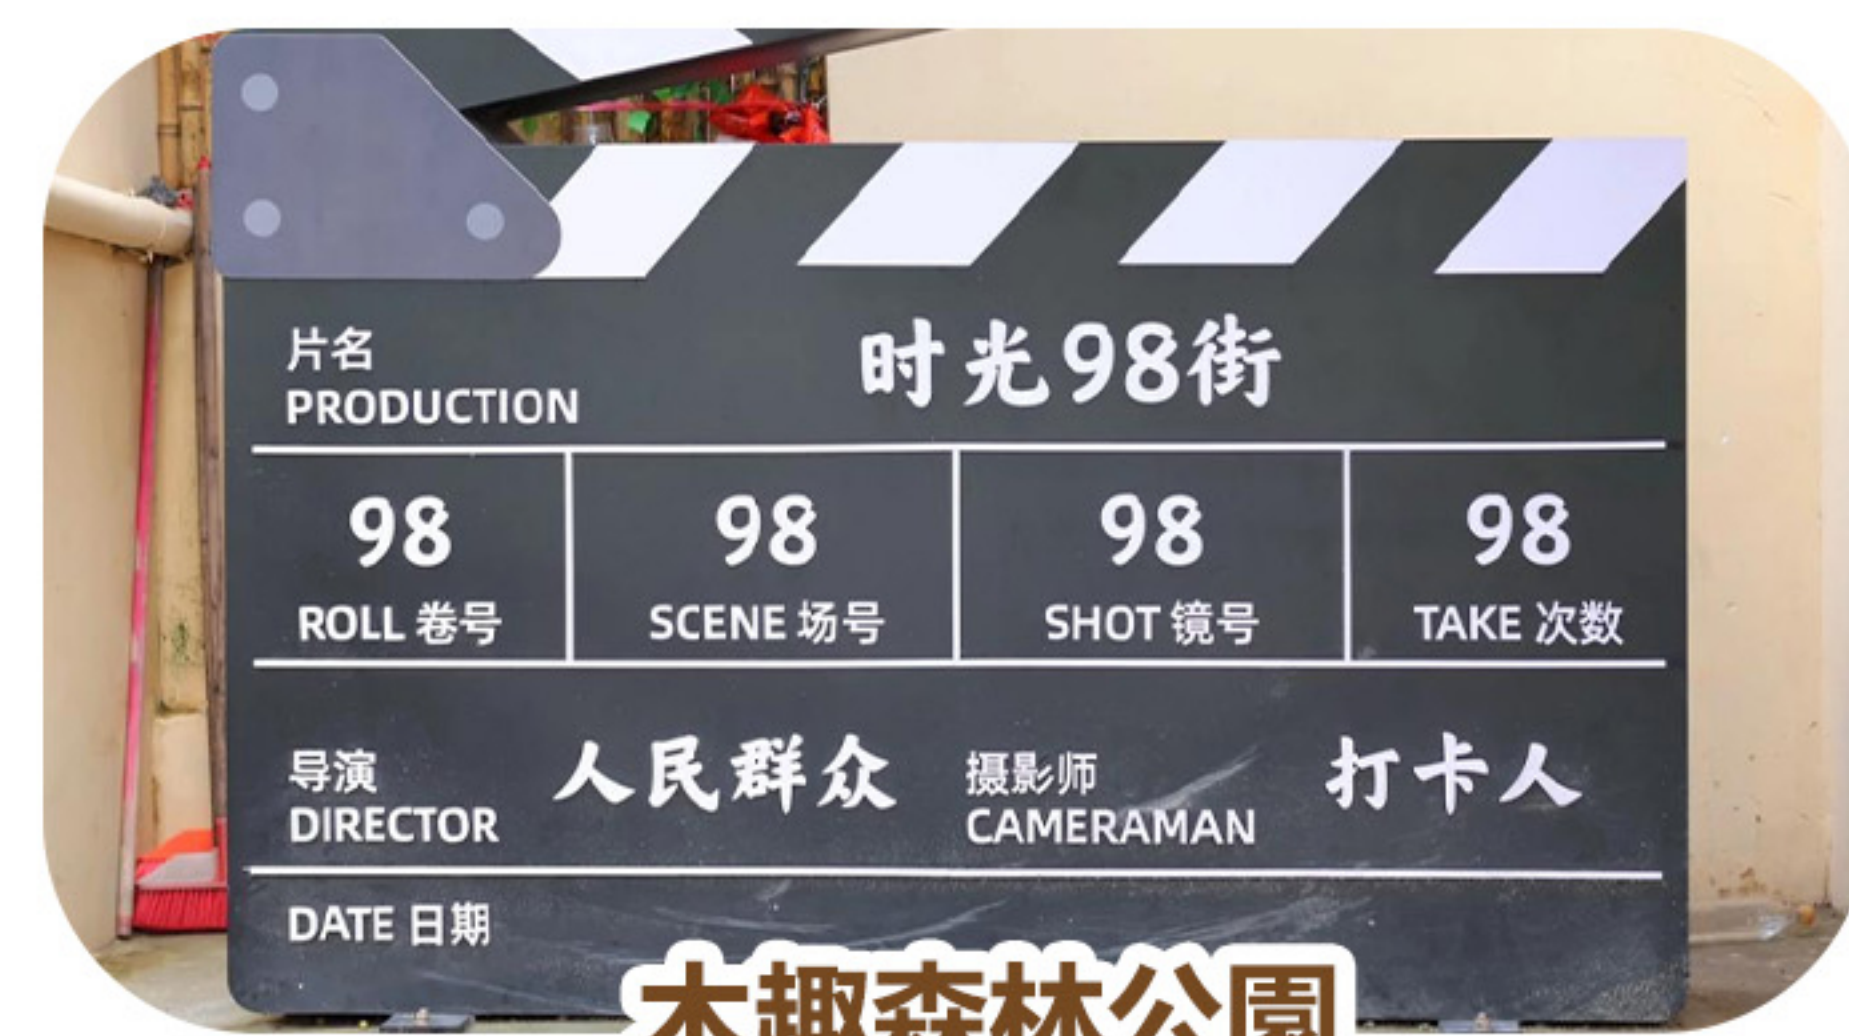 片名
PRODUCTION
时光98街
98
ROLL 卷号
98
SCENE 场号
98
SHOT 镜号
98
TAKE 次数
导演
DIRECTOR
人民群众
摄影师
CAMERAMAN
打卡人
DATE 日期
木趣森林公園